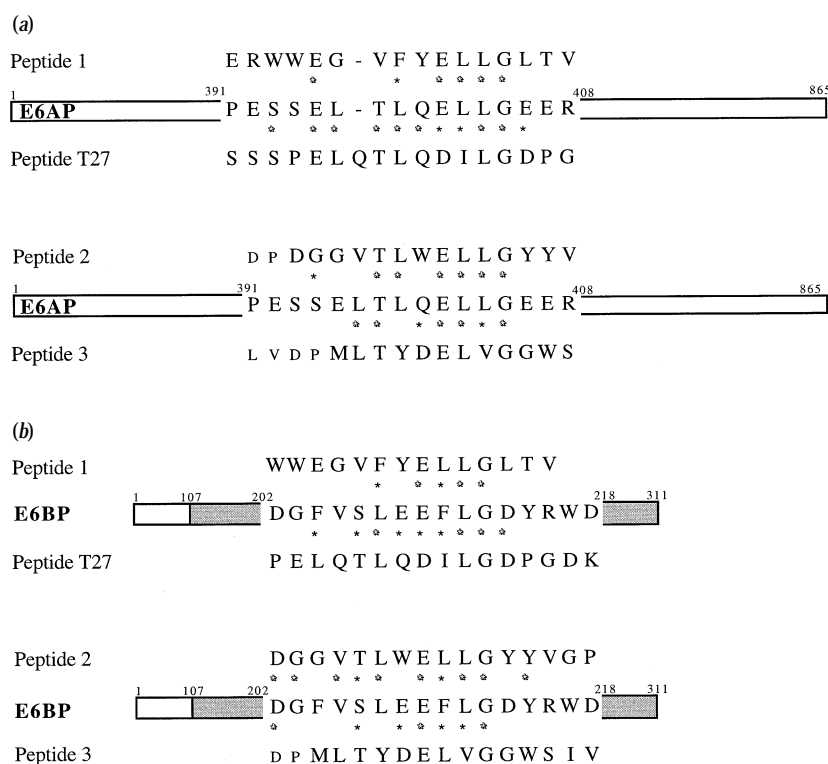 (a)
Peptide 1 E R W W E G - V F Y E L L G L T V
1 391 408 865
E6AP P E S S E L - T L Q E L L G E E R
Peptide T27 S S S P E L Q T L Q D I L G D P G
Peptide 2 D P D G G V T L W E L L G Y Y V
1 391 408 865
E6AP P E S S E L T L Q E L L G E E R
Peptide 3 L V D P M L T Y D E L V G G W S
(b)
Peptide 1 W W E G V F Y E L L G L T V
1 107 202 218 311
E6BP D G F V S L E E F L G D Y R W D
Peptide T27 P E L Q T L Q D I L G D P G D K
Peptide 2 D G G V T L W E L L G Y Y V G P
1 107 202 218 311
E6BP D G F V S L E E F L G D Y R W D
Peptide 3 D P M L T Y D E L V G G W S I V